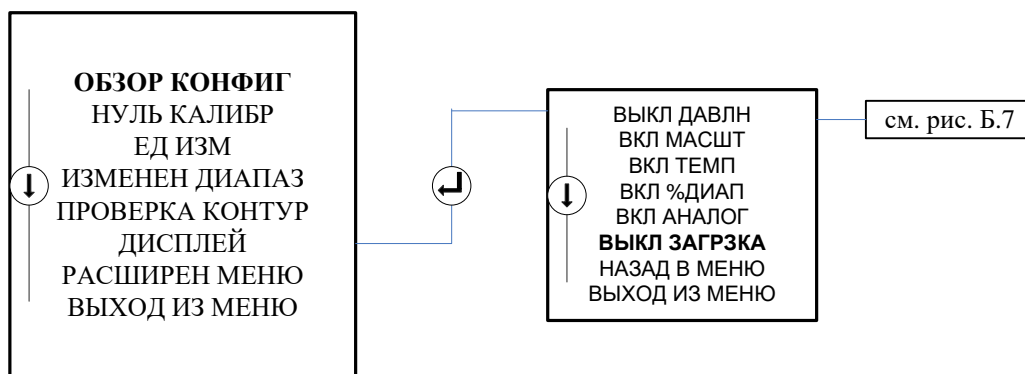 ОБЗОР КОНФИГ
НУЛЬ КАЛИБР
ЕД ИЗМ
ИЗМЕНЕН ДИАПАЗ
ПРОВЕРКА КОНТУР
ДИСПЛЕЙ
РАСШИРЕН МЕНЮ
ВЫХОД ИЗ МЕНЮ
ВЫКЛ ДАВЛН
ВКЛ МАСШТ
ВКЛ ТЕМП
ВКЛ %ДИАП
ВКЛ АНАЛОГ
ВЫКЛ ЗАГРЗКА
НАЗАД В МЕНЮ
ВЫХОД ИЗ МЕНЮ
см. рис. Б.7